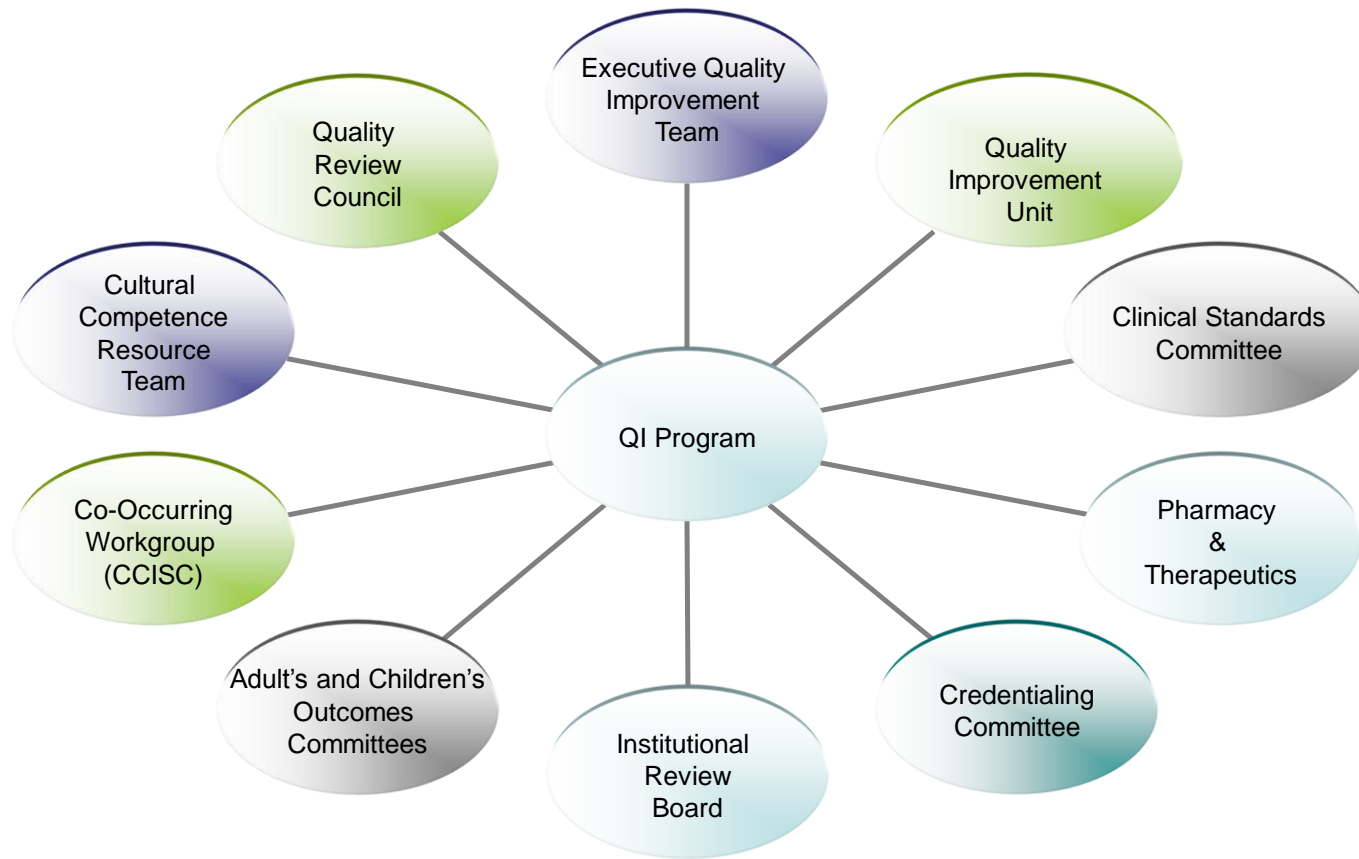 Executive Quality
Improvement
Team
Quality
Review
Council
Quality
Improvement
Unit
Cultural
Competence
Resource
Team
Clinical Standards
Committee
QI Program
Co-Occurring
Workgroup
(CCISC)
Pharmacy
&
Therapeutics
Adult's and Children's
Outcomes
Committees
Credentialing
Committee
Institutional
Review
Board